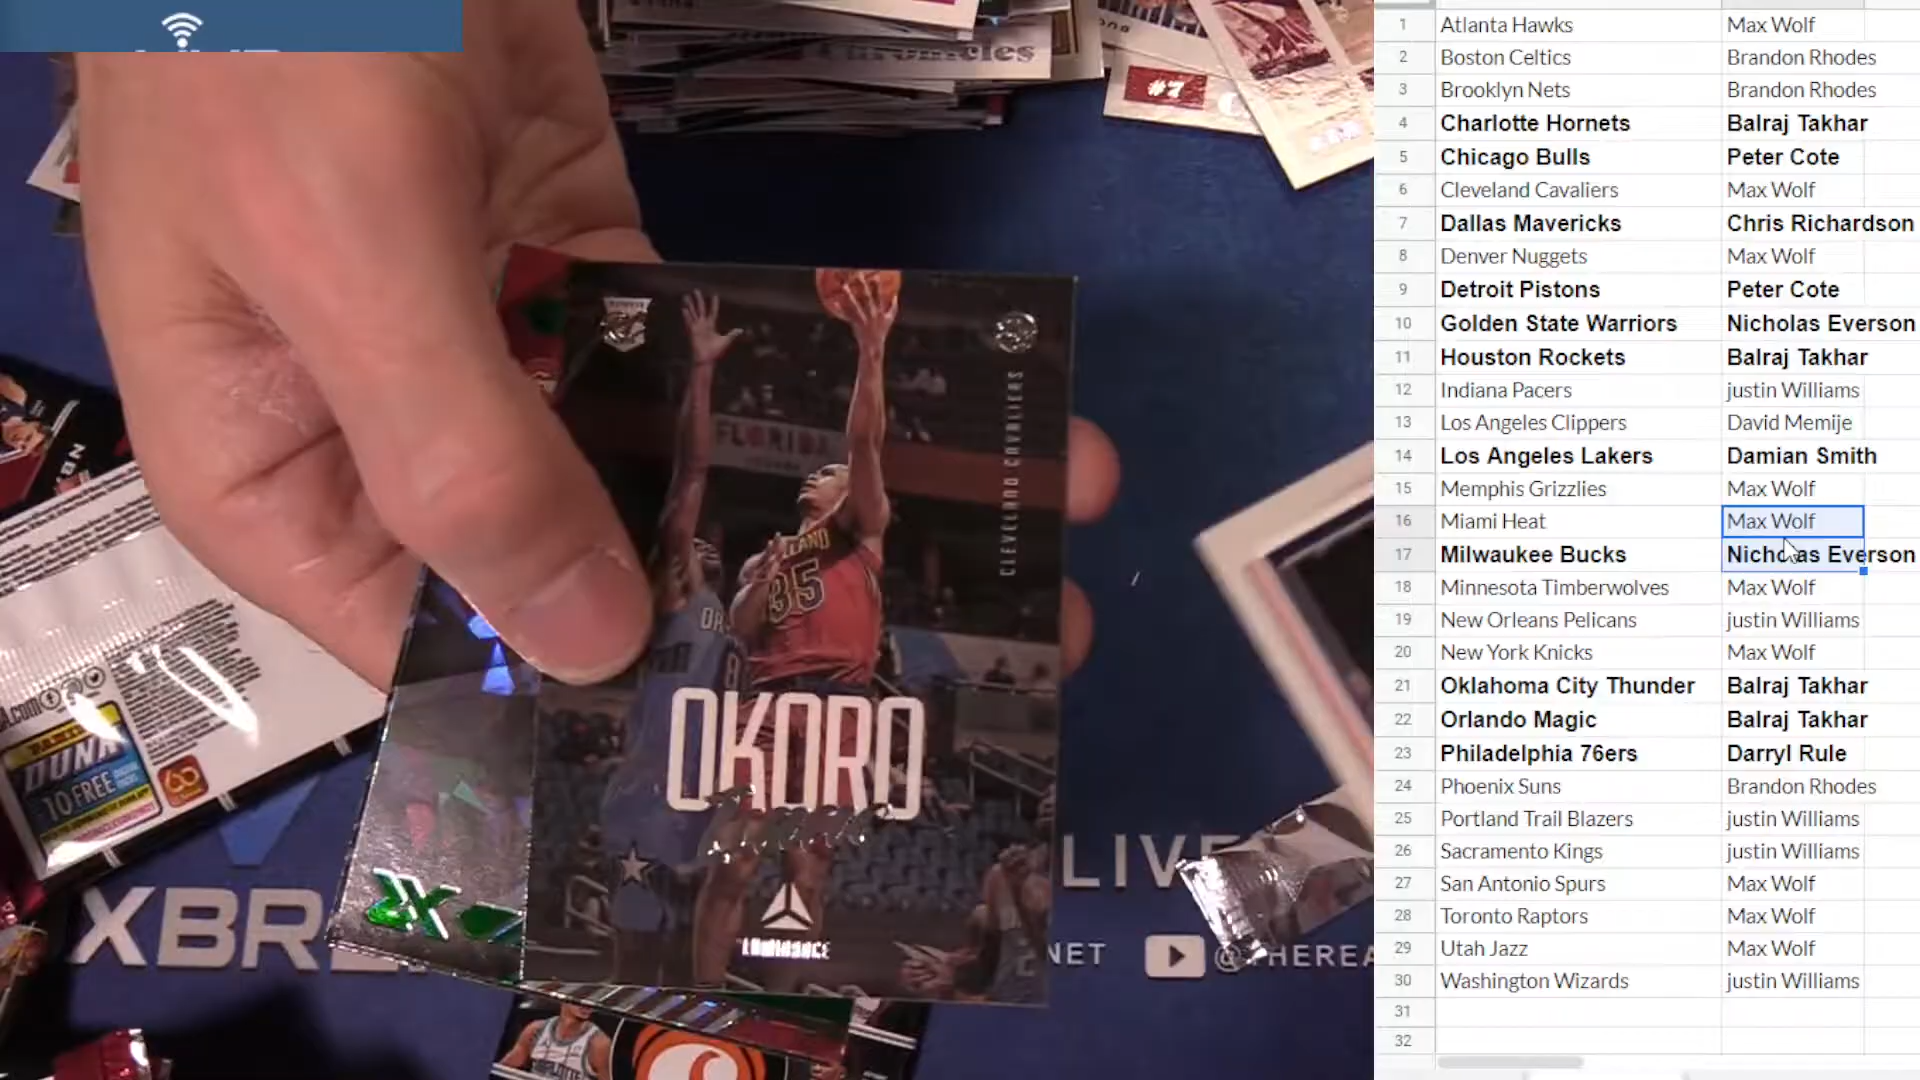 Chronicles
#7
FLORIDA
CLEVELAND CAVALIERS
35
OKORO
LUMINANCE
XBR
LIVE
NET
@THEREA
PANINI
10 FREE
NBA
1 Atlanta Hawks Max Wolf
2 Boston Celtics Brandon Rhodes
3 Brooklyn Nets Brandon Rhodes
4 Charlotte Hornets Balraj Takhar
5 Chicago Bulls Peter Cote
6 Cleveland Cavaliers Max Wolf
7 Dallas Mavericks Chris Richardson
8 Denver Nuggets Max Wolf
9 Detroit Pistons Peter Cote
10 Golden State Warriors Nicholas Everson
11 Houston Rockets Balraj Takhar
12 Indiana Pacers justin Williams
13 Los Angeles Clippers David Memije
14 Los Angeles Lakers Damian Smith
15 Memphis Grizzlies Max Wolf
16 Miami Heat Max Wolf
17 Milwaukee Bucks Nicholas Everson
18 Minnesota Timberwolves Max Wolf
19 New Orleans Pelicans justin Williams
20 New York Knicks Max Wolf
21 Oklahoma City Thunder Balraj Takhar
22 Orlando Magic Balraj Takhar
23 Philadelphia 76ers Darryl Rule
24 Phoenix Suns Brandon Rhodes
25 Portland Trail Blazers justin Williams
26 Sacramento Kings justin Williams
27 San Antonio Spurs Max Wolf
28 Toronto Raptors Max Wolf
29 Utah Jazz Max Wolf
30 Washington Wizards justin Williams
31
32